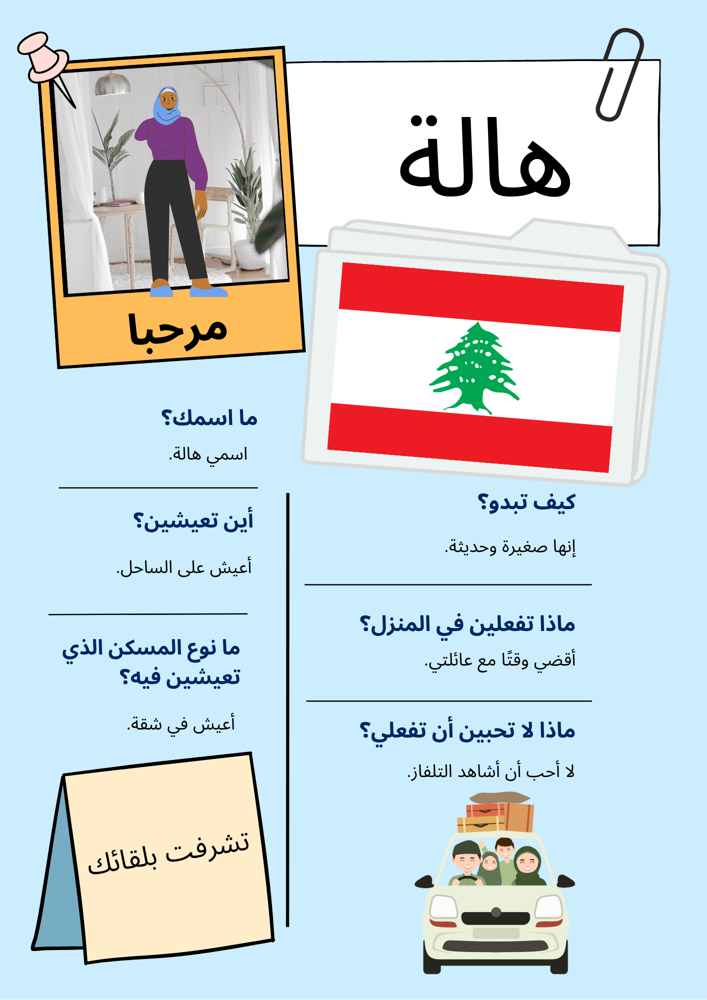 هالة
مرحبا
ما اسمك؟
اسمي هالة.
أين تعيشين؟
أعيش على الساحل.
ما نوع المسكن الذي
تعيشين فيه؟
أعيش في شقة.
كيف تبدو؟
إنها صغيرة وحديثة.
ماذا تفعلين في المنزل؟
أقضي وقتًا مع عائلتي.
ماذا لا تحبين أن تفعلي؟
لا أحب أن أشاهد التلفاز.
تشرفت بلقائك